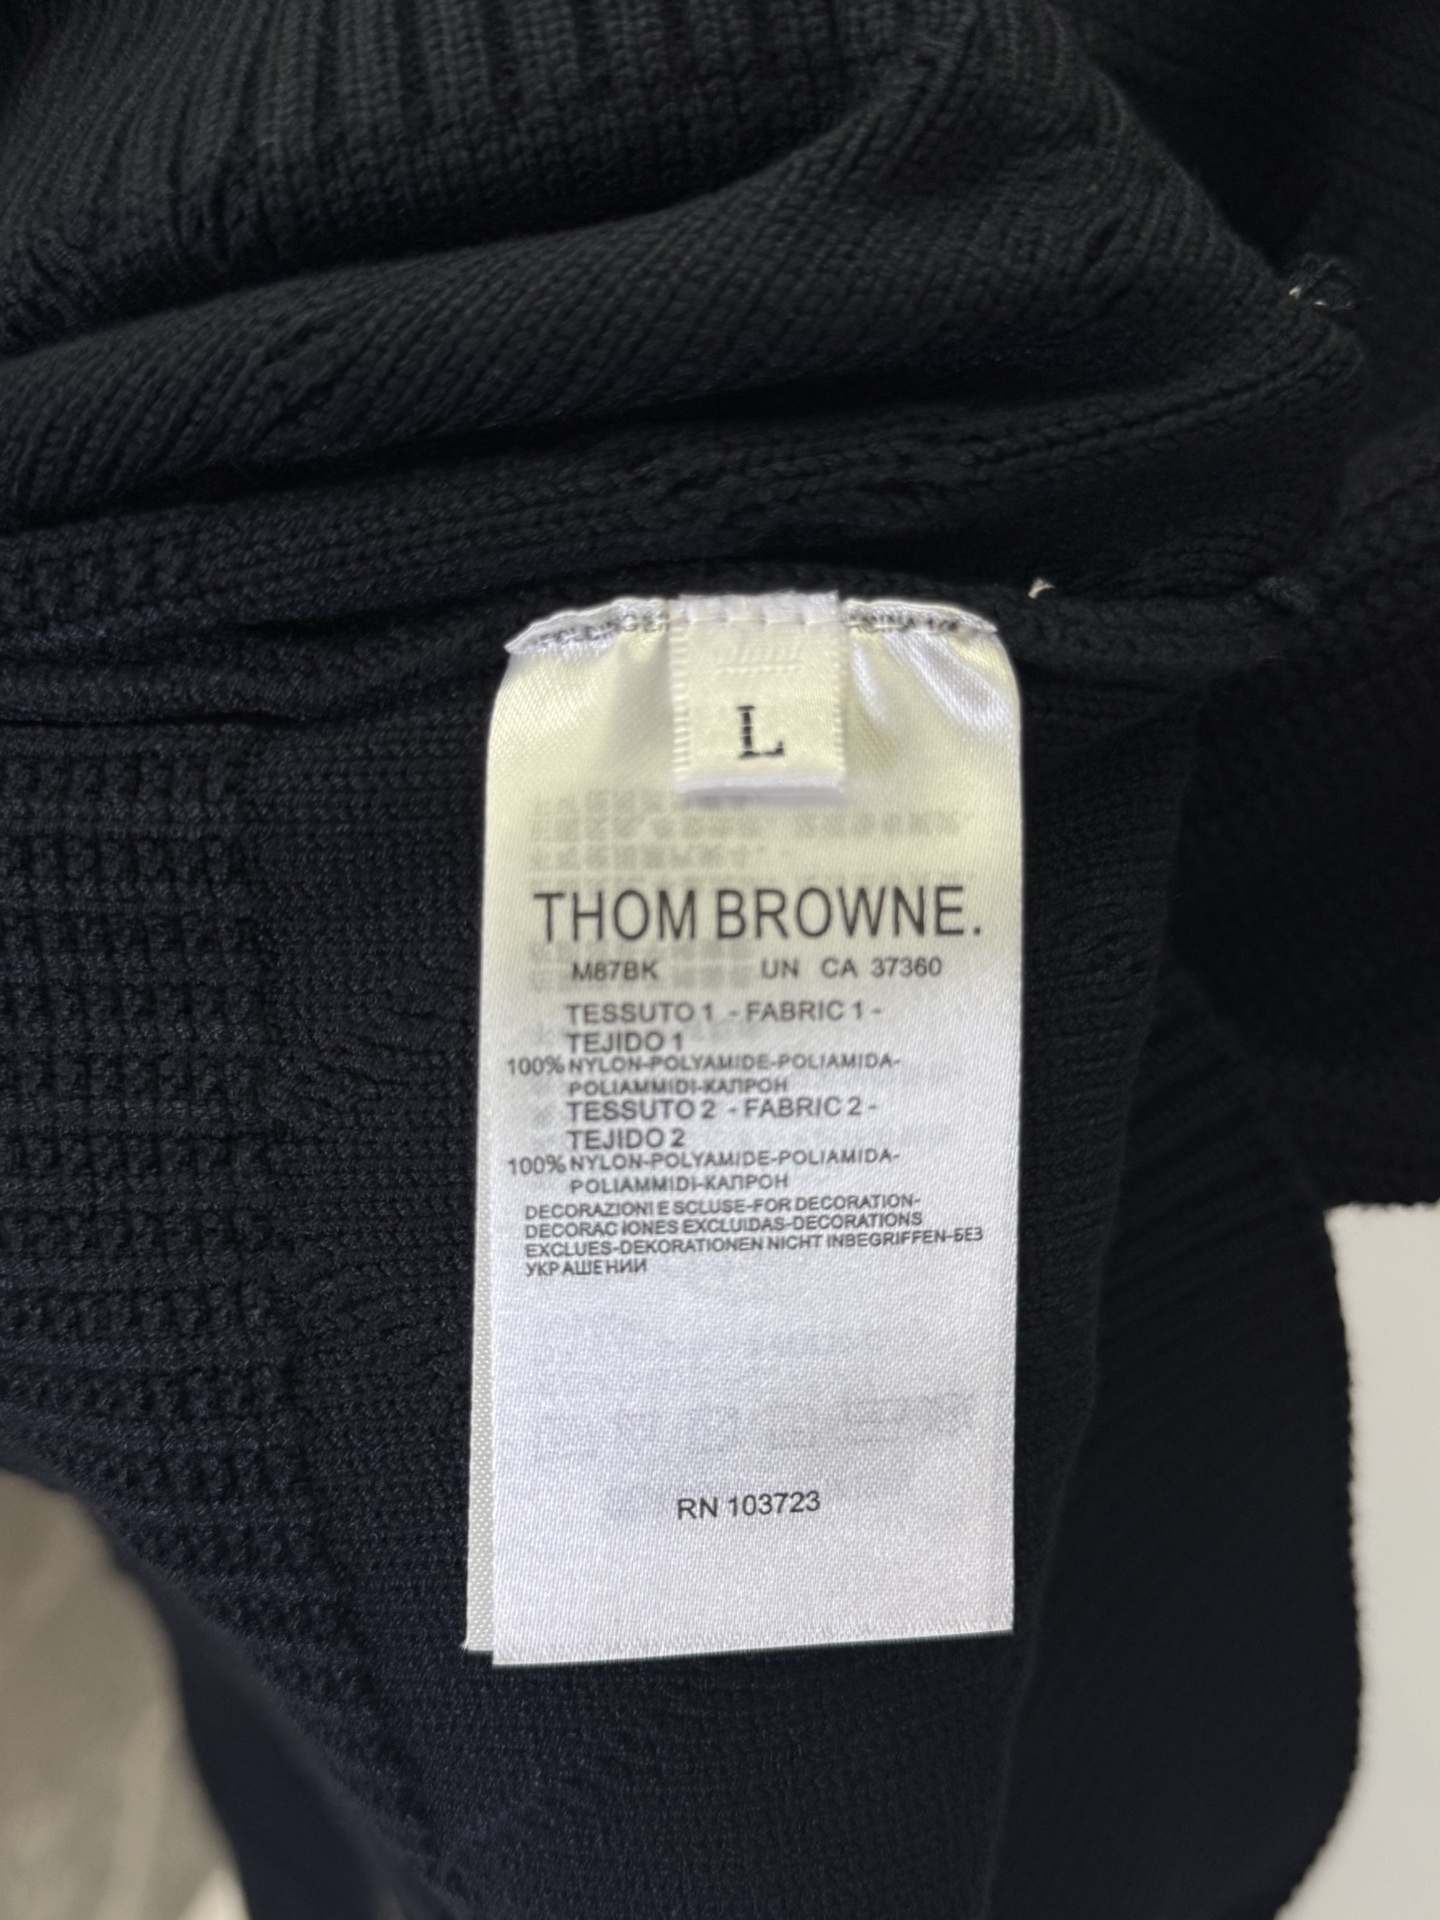 L
THOM BROWNE.
M87BK UN CA 37360
TESSUTO 1 - FABRIC 1 -
TEJIDO 1
100% NYLON-POLYAMIDE-POLIAMIDA-
POLIAMMIDI-КАПРОН
TESSUTO 2 - FABRIC 2 -
TEJIDO 2
100% NYLON-POLYAMIDE-POLIAMIDA-
POLIAMMIDI-КАПРОН
DECORAZIONI E SCLUSE-FOR DECORATION-
DECORAC IONES EXCLUIDAS-DECORATIONS
EXCLUES-DEKORATIONEN NICHT INBEGRIFFEN-БЕЗ
УКРАШЕНИИ
RN 103723